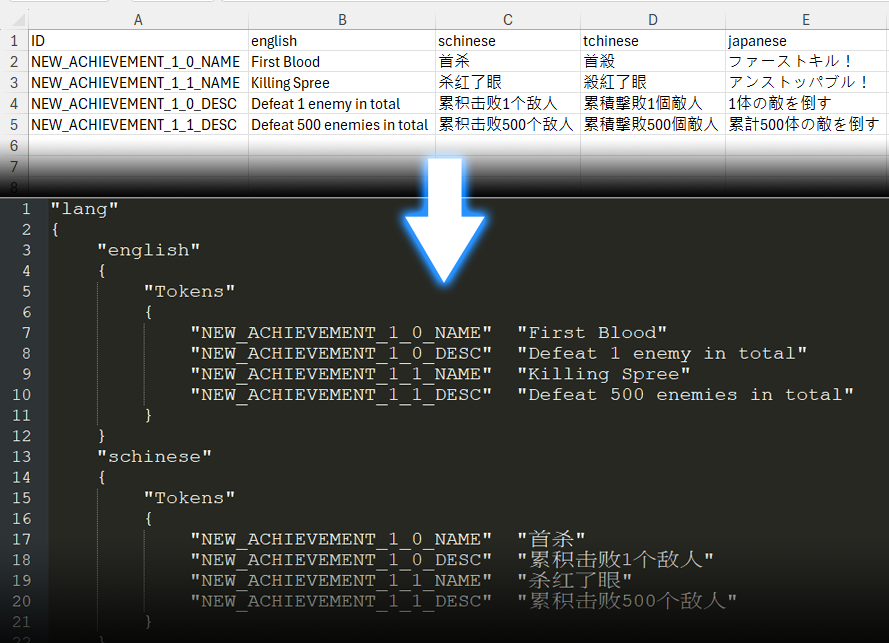 A B C D E
1 ID english schinese tchinese japanese
2 NEW_ACHIEVEMENT_1_0_NAME First Blood 首杀 首殺 ファーストキル！
3 NEW_ACHIEVEMENT_1_1_NAME Killing Spree 杀红了眼 殺紅了眼 アンストッパブル！
4 NEW_ACHIEVEMENT_1_0_DESC Defeat 1 enemy in total 累积击败1个敌人 累積擊敗1個敵人 1体の敵を倒す
5 NEW_ACHIEVEMENT_1_1_DESC Defeat 500 enemies in total 累积击败500个敌人 累積擊敗500個敵人 累計500体の敵を倒す
6
7
8
1 "lang"
2 {
3 "english"
4 {
5 "Tokens"
6 {
7 "NEW_ACHIEVEMENT_1_0_NAME" "First Blood"
8 "NEW_ACHIEVEMENT_1_0_DESC" "Defeat 1 enemy in total"
9 "NEW_ACHIEVEMENT_1_1_NAME" "Killing Spree"
10 "NEW_ACHIEVEMENT_1_1_DESC" "Defeat 500 enemies in total"
11 }
12 }
13 "schinese"
14 {
15 "Tokens"
16 {
17 "NEW_ACHIEVEMENT_1_0_NAME" "首杀"
18 "NEW_ACHIEVEMENT_1_0_DESC" "累积击败1个敌人"
19 "NEW_ACHIEVEMENT_1_1_NAME" "杀红了眼"
20 "NEW_ACHIEVEMENT_1_1_DESC" "累积击败500个敌人"
21 }
22 }